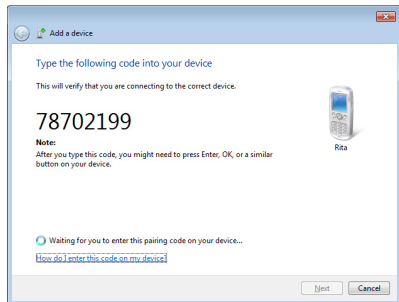 Add a device
Type the following code into your device
This will verify that you are connecting to the correct device.
78702199
Note:
After you type this code, you might need to press Enter, OK, or a similar
button on your device.
Rita
Waiting for you to enter this pairing code on your device...
How do I enter this code on my device?
Next
Cancel